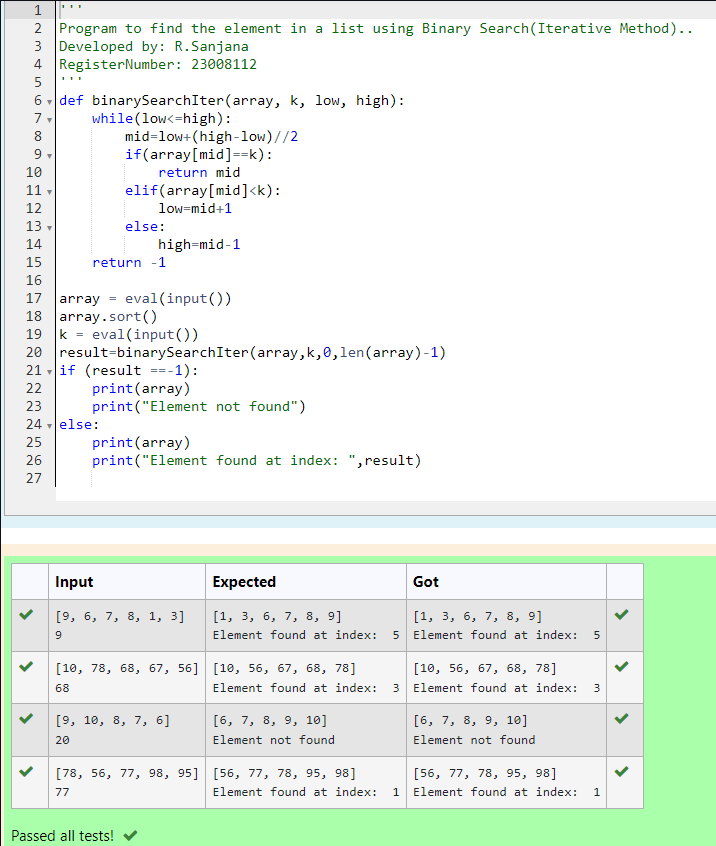 1 '''
2 Program to find the element in a list using Binary Search(Iterative Method)..
3 Developed by: R.Sanjana
4 RegisterNumber: 23008112
5 '''
6 def binarySearchIter(array, k, low, high):
7     while(low<=high):
8         mid=low+(high-low)//2
9         if(array[mid]==k):
10             return mid
11         elif(array[mid]<k):
12             low=mid+1
13         else:
14             high=mid-1
15     return -1
16
17 array = eval(input())
18 array.sort()
19 k = eval(input())
20 result=binarySearchIter(array,k,0,len(array)-1)
21 if (result ==-1):
22     print(array)
23     print("Element not found")
24 else:
25     print(array)
26     print("Element found at index: ",result)
27
Input Expected Got
[9, 6, 7, 8, 1, 3] [1, 3, 6, 7, 8, 9] [1, 3, 6, 7, 8, 9]
9 Element found at index:  5 Element found at index:  5
[10, 78, 68, 67, 56] [10, 56, 67, 68, 78] [10, 56, 67, 68, 78]
68 Element found at index:  3 Element found at index:  3
[9, 10, 8, 7, 6] [6, 7, 8, 9, 10] [6, 7, 8, 9, 10]
20 Element not found Element not found
[78, 56, 77, 98, 95] [56, 77, 78, 95, 98] [56, 77, 78, 95, 98]
77 Element found at index:  1 Element found at index:  1
Passed all tests!